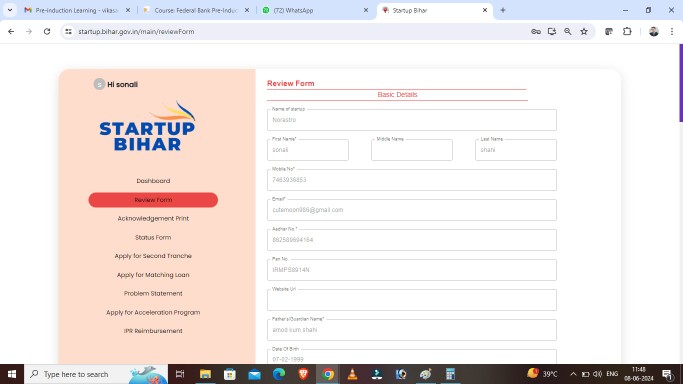 Pre-induction Learning - vikas
Course: Federal Bank Pre-Indu
(72) WhatsApp
Startup Bihar
startup.bihar.gov.in/main/reviewForm
S Hi sonali
STARTUP
BIHAR
Dashboard
Review Form
Acknowledgement Print
Status Form
Apply for Second Tranche
Apply for Matching Loan
Problem Statement
Apply for Acceleration Program
IPR Reimbursement
Review Form
Basic Details
Name of startup
Norastro
First Name* Middle Name Last Name
sonali shahi
Mobile No*
7463936853
Email*
cutamoon986@gmail.com
Aadhar No.*
862589694154
Pan No
IRMPS8914N
Website Url
Father's/Guardian Name*
amod kum shahi
Date Of Birth
07-02-1999
Type here to search
39°C
ENG
11:48
08-06-2024